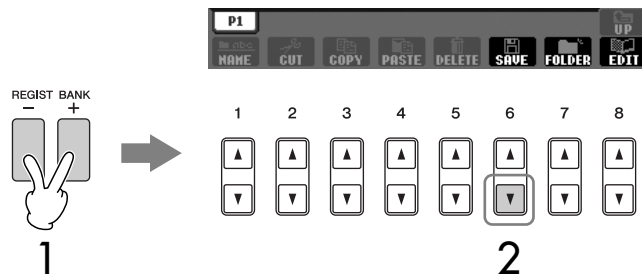 P1
UP
NAME CUT COPY PASTE DELETE SAVE FOLDER EDIT
REGIST BANK
- +
1 2 3 4 5 6 7 8
1 2